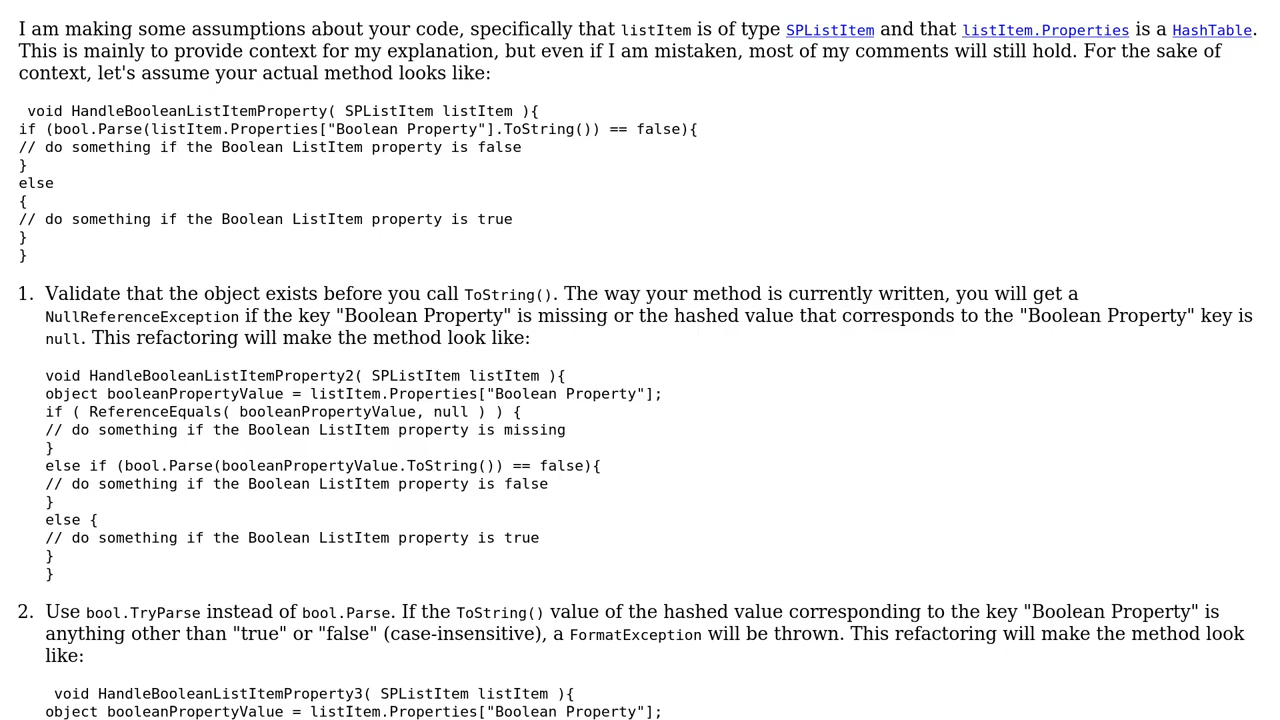 I am making some assumptions about your code, specifically that listItem is of type SPListItem and that listItem.Properties is a HashTable.
This is mainly to provide context for my explanation, but even if I am mistaken, most of my comments will still hold. For the sake of
context, let's assume your actual method looks like:
void HandleBooleanListItemProperty( SPListItem listItem ){
if (bool.Parse(listItem.Properties["Boolean Property"].ToString()) == false){
// do something if the Boolean ListItem property is false
}
else
{
// do something if the Boolean ListItem property is true
}
}
1. Validate that the object exists before you call ToString(). The way your method is currently written, you will get a
NullReferenceException if the key "Boolean Property" is missing or the hashed value that corresponds to the "Boolean Property" key is
null. This refactoring will make the method look like:
void HandleBooleanListItemProperty2( SPListItem listItem ){
object booleanPropertyValue = listItem.Properties["Boolean Property"];
if ( ReferenceEquals( booleanPropertyValue, null ) ) {
// do something if the Boolean ListItem property is missing
}
else if (bool.Parse(booleanPropertyValue.ToString()) == false){
// do something if the Boolean ListItem property is false
}
else {
// do something if the Boolean ListItem property is true
}
}
2. Use bool.TryParse instead of bool.Parse. If the ToString() value of the hashed value corresponding to the key "Boolean Property" is
anything other than "true" or "false" (case-insensitive), a FormatException will be thrown. This refactoring will make the method look
like:
void HandleBooleanListItemProperty3( SPListItem listItem ){
object booleanPropertyValue = listItem.Properties["Boolean Property"];